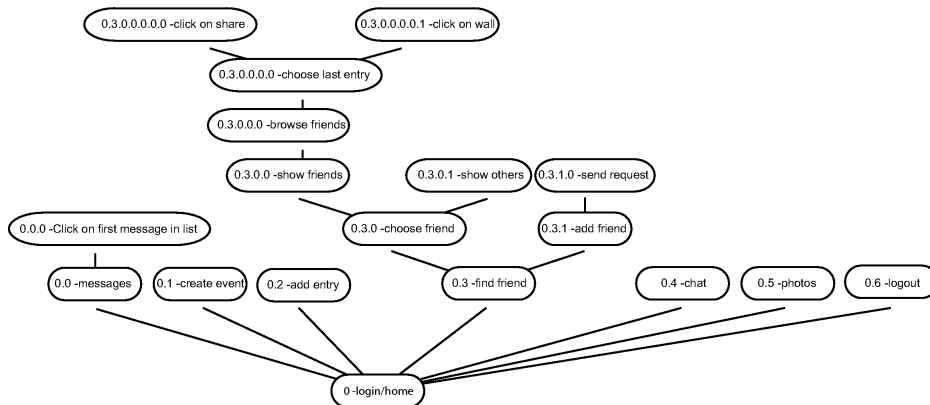 0.3.0.0.0.0.0 -click on share
0.3.0.0.0.0.1 -click on wall
0.3.0.0.0.0 -choose last entry
0.3.0.0.0 -browse friends
0.3.0.0 -show friends
0.3.0.1 -show others
0.3.1.0 -send request
0.0.0 -Click on first message in list
0.3.0 -choose friend
0.3.1 -add friend
0.0 -messages
0.1 -create event
0.2 -add entry
0.3 -find friend
0.4 -chat
0.5 -photos
0.6 -logout
0 -login/home